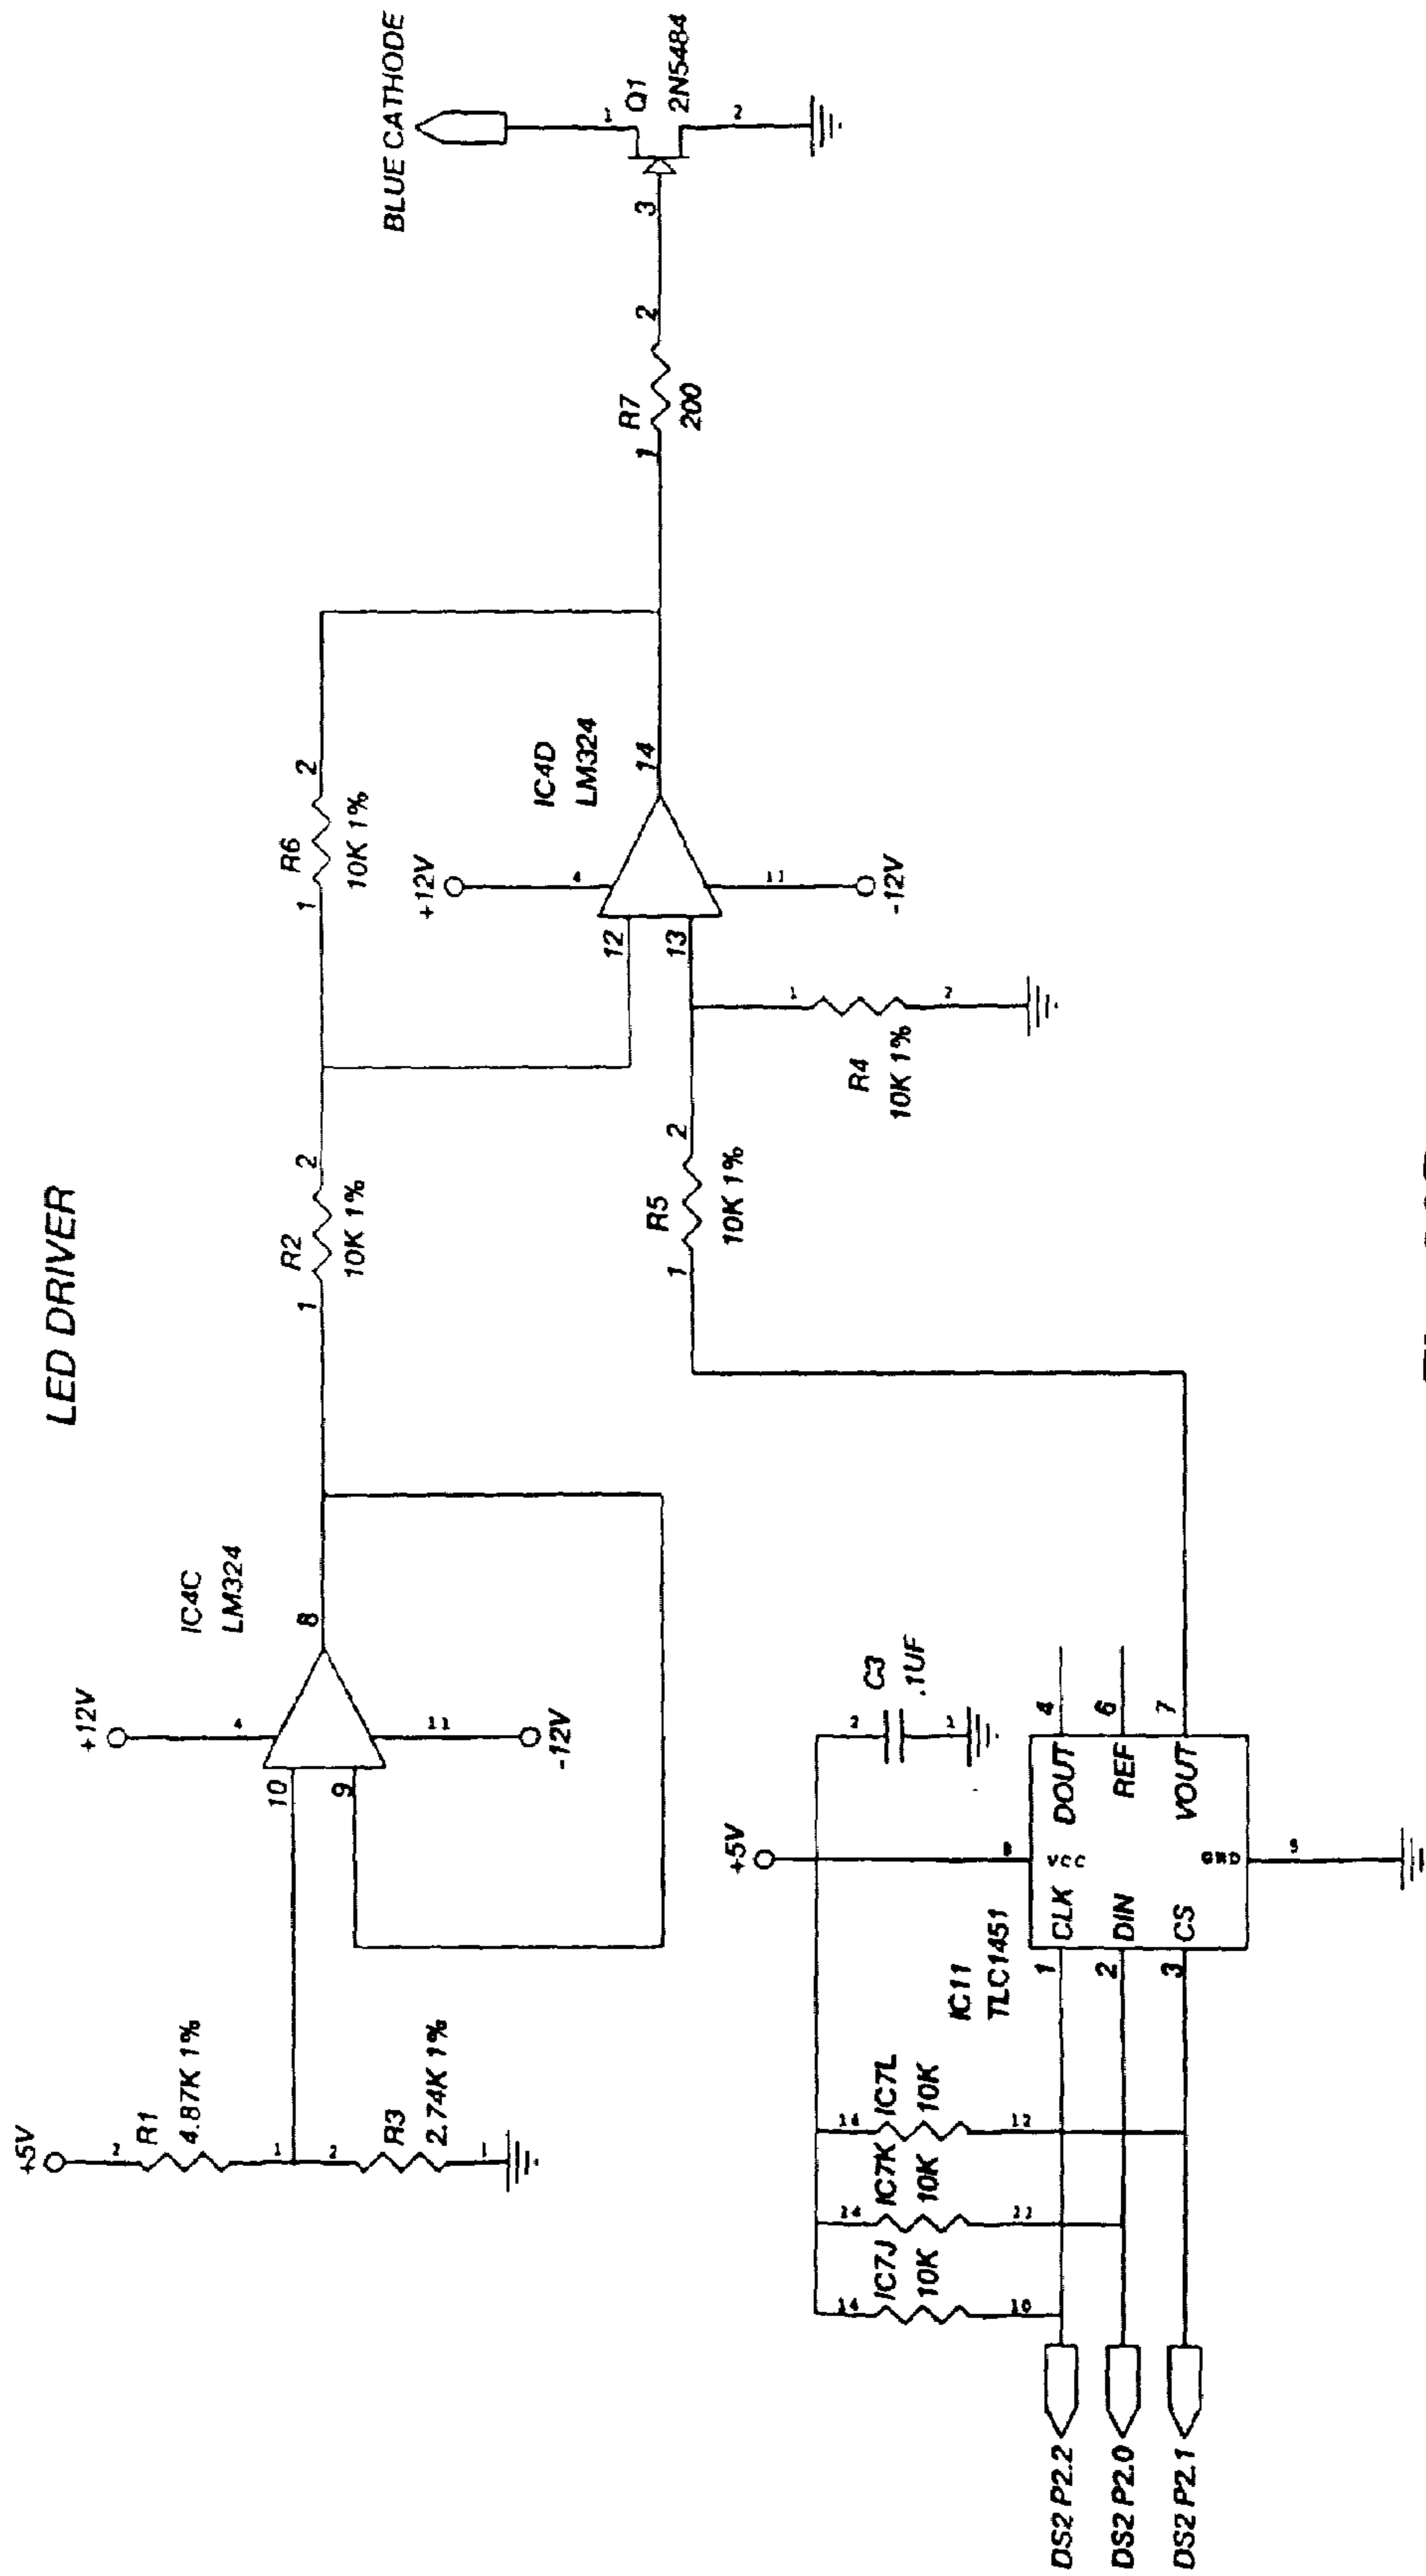 LED DRIVER
+5V
2
R1
4.87K 1%
1
2
R3
2.74K 1%
1
+12V
4
10
9
8
11
-12V
IC4C
LM324
1
R2
2
10K 1%
1
R6
2
10K 1%
+12V
4
12
13
14
11
-12V
IC4D
LM324
1
R5
2
10K 1%
1
2
R4
10K 1%
1
R7
2
200
3
1
Q1
2N5484
2
BLUE CATHODE
+5V
2
C3
.1UF
14
IC7J
10K
10
IC7K
10K
IC7L
10K
12
IC11
TLC1451
1
CLK
2
DIN
3
CS
8
VCC
DOUT
4
REF
6
VOUT
7
GND
5
DS2 P2.2
DS2 P2.0
DS2 P2.1